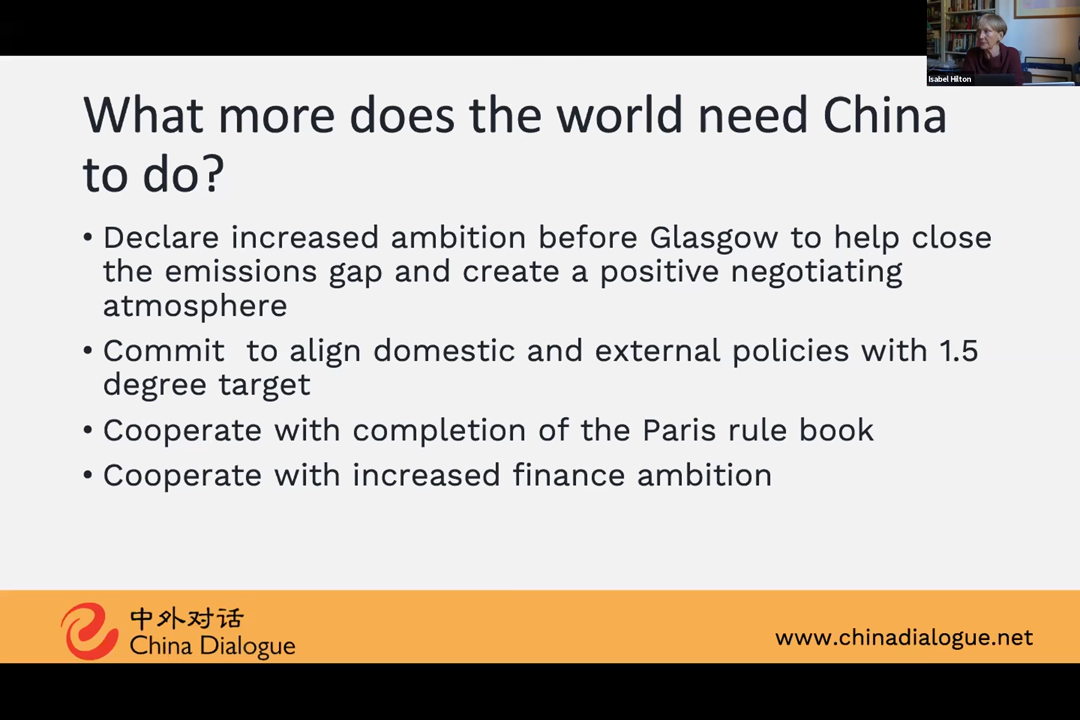 Isabel Hilton
What more does the world need China
to do?
• Declare increased ambition before Glasgow to help close
the emissions gap and create a positive negotiating
atmosphere
• Commit  to align domestic and external policies with 1.5
degree target
• Cooperate with completion of the Paris rule book
• Cooperate with increased finance ambition
中外对话
China Dialogue
www.chinadialogue.net